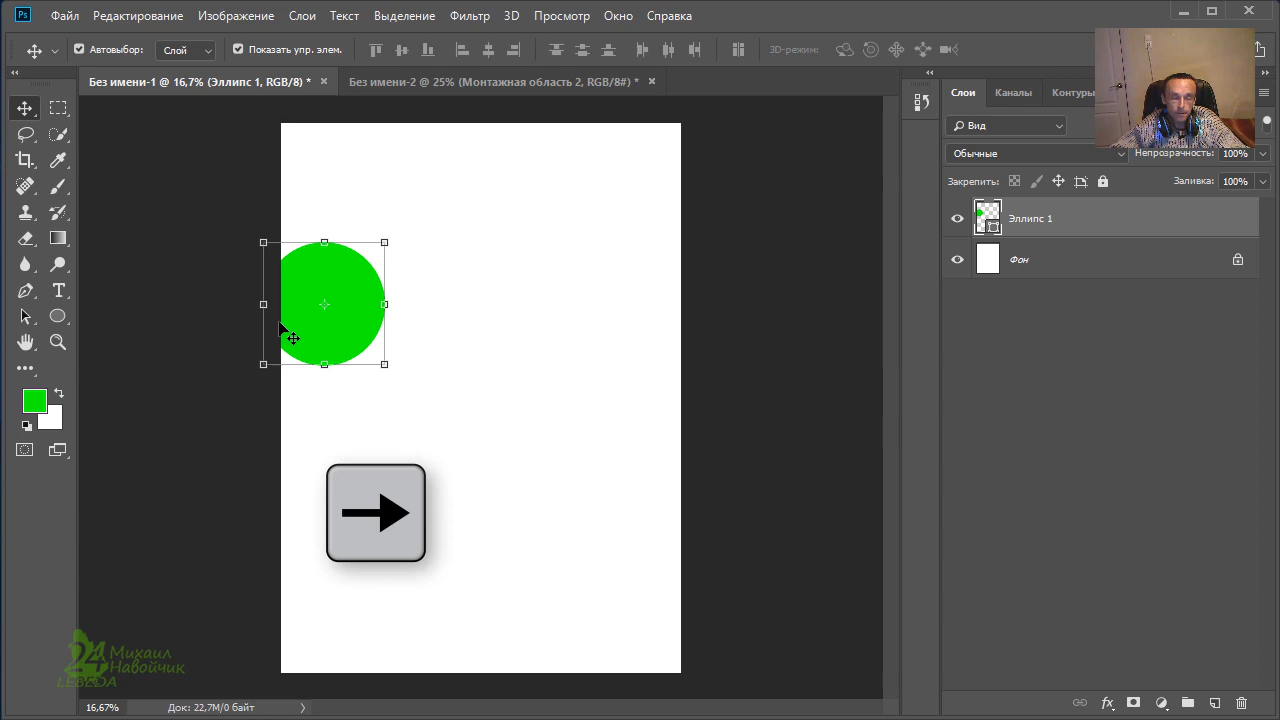 Ps Файл Редактирование Изображение Слои Текст Выделение Фильтр 3D Просмотр Окно Справка
Автовыбор: Слой Показать упр. элем. 3D-режим:
Без имени-1 @ 16,7% (Эллипс 1, RGB/8) * Без имени-2 @ 25% (Монтажная область 2, RGB/8#) *
Слои Каналы Контуры
Вид
Обычные Непрозрачность: 100%
Закрепить: Заливка: 100%
Эллипс 1
Фон
24 Михаил
Навойчик
LEBEDA
16,67% Док: 22,7M/0 байт